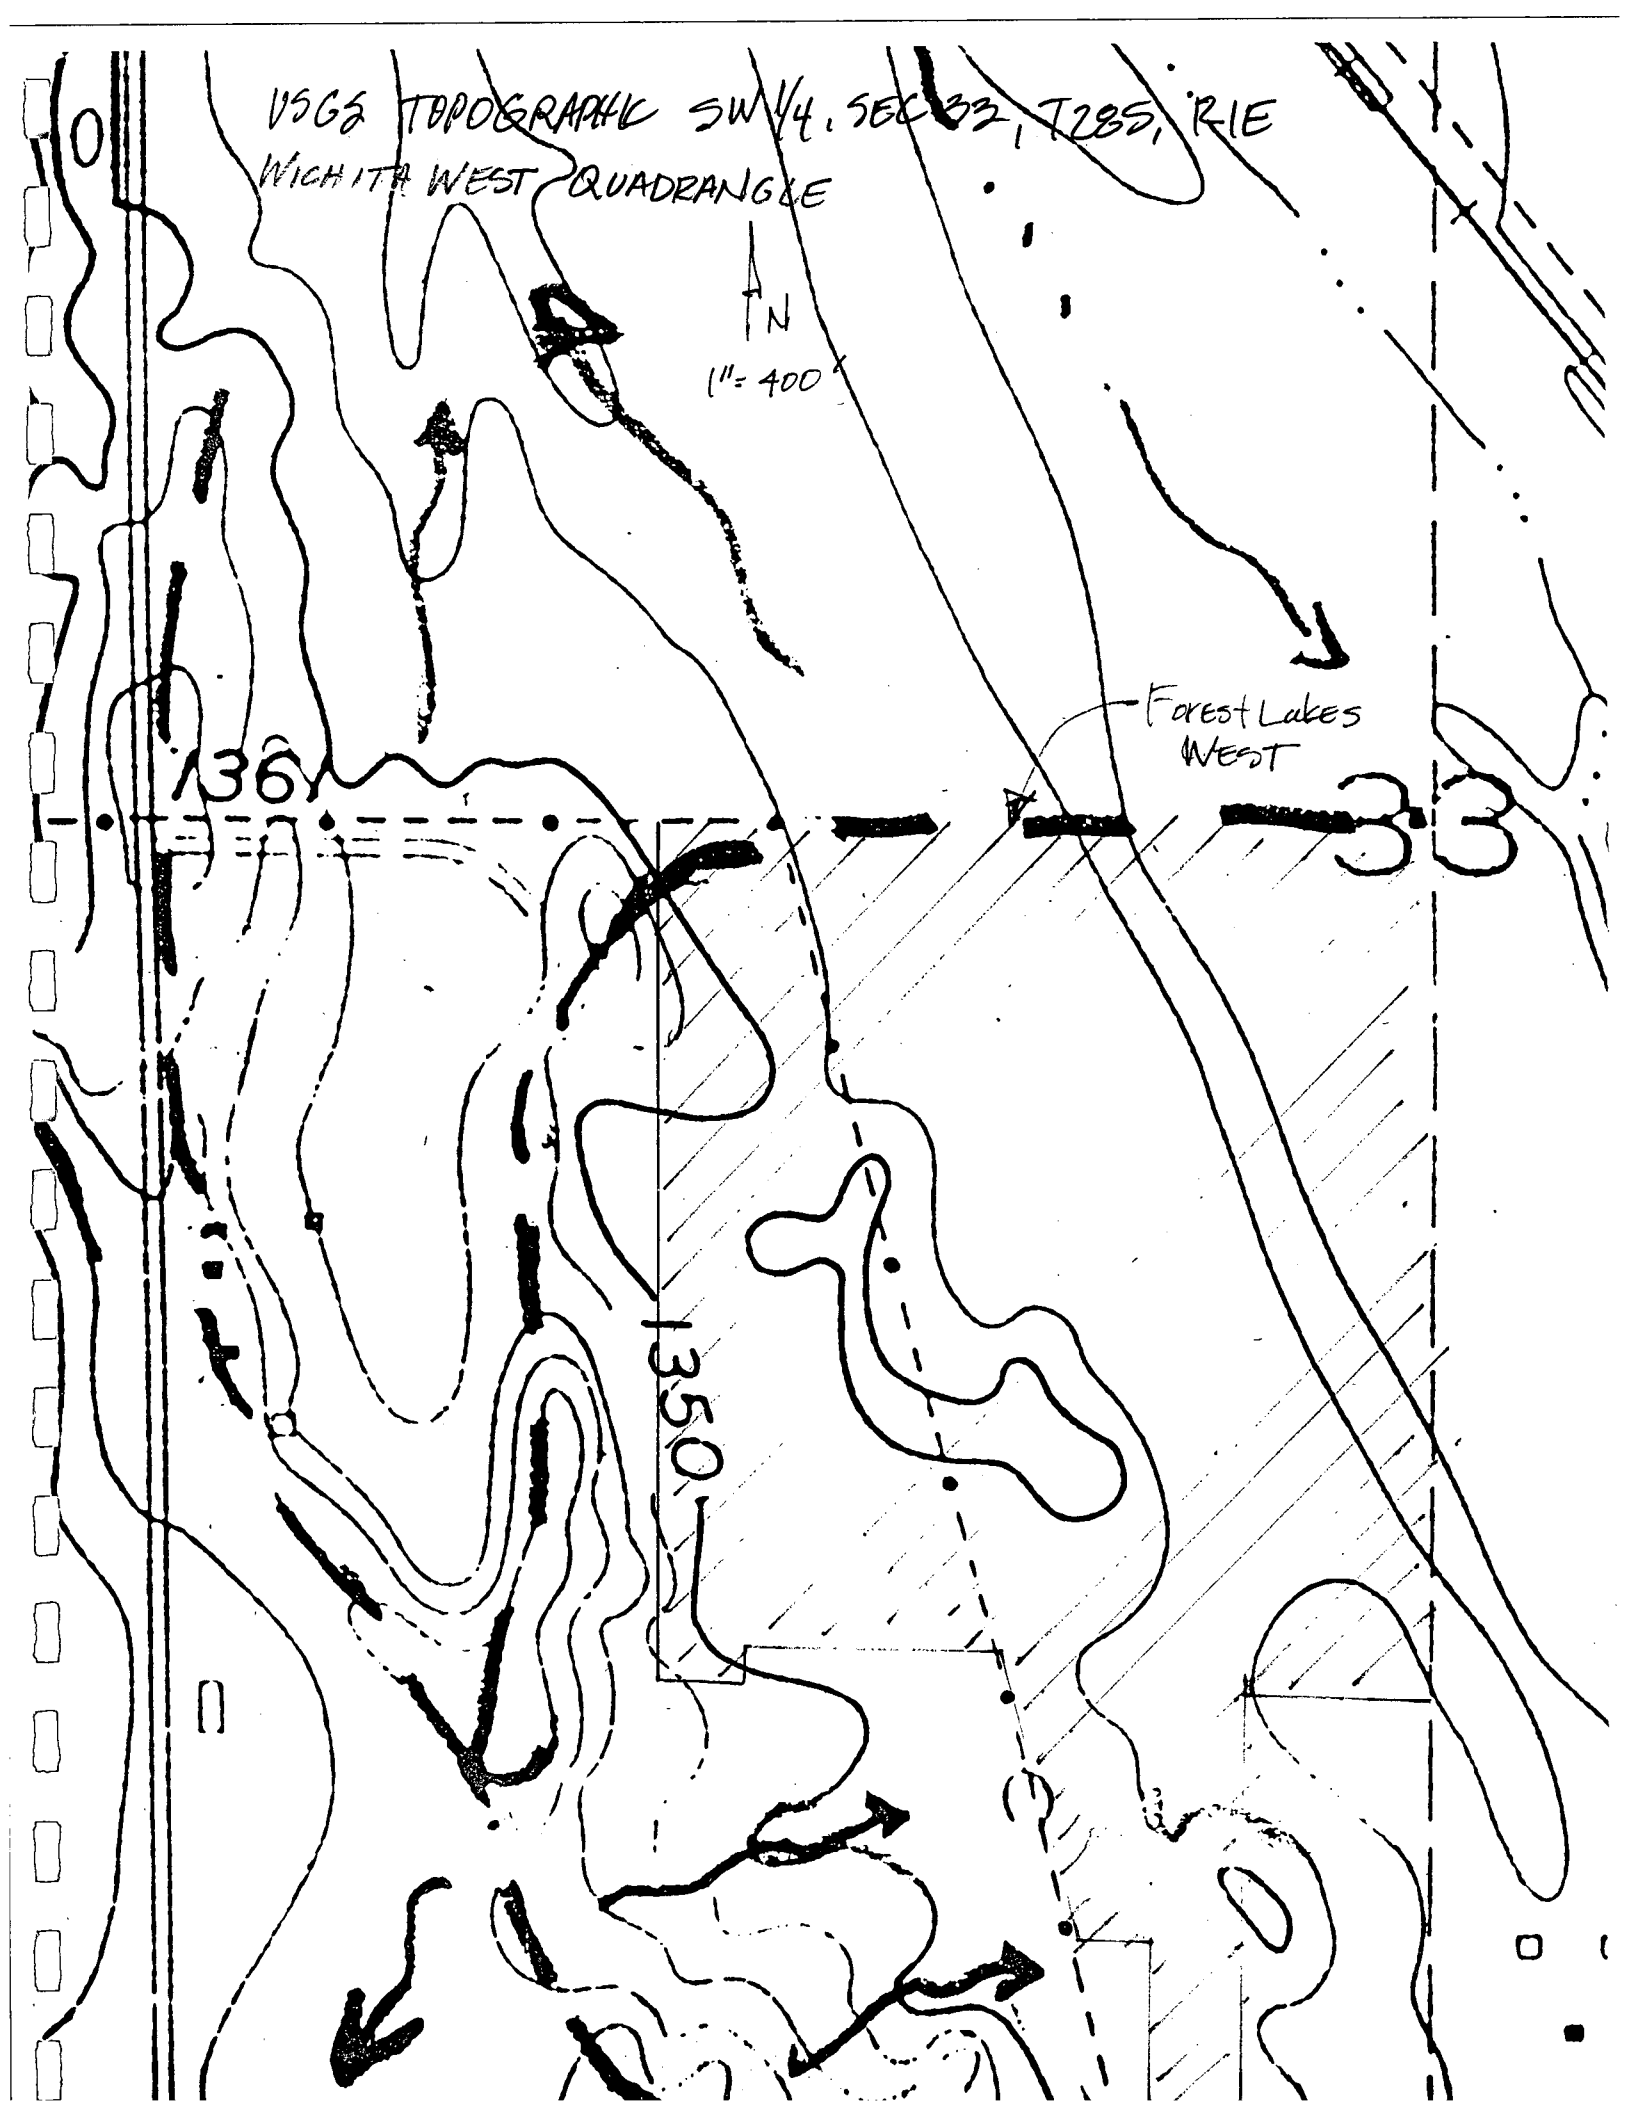 USGS TOPOGRAPHIC SW 1/4, SEC 33, T28S, R1E
WICHITA WEST QUADRANGLE
N
1"=400'
Forest Lakes
WEST
136
33
1350